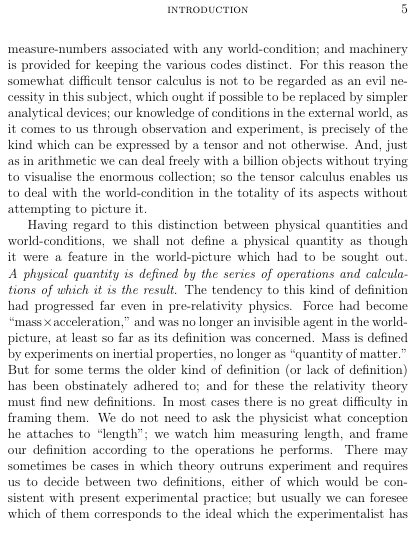 INTRODUCTION 5
measure-numbers associated with any world-condition; and machinery
is provided for keeping the various codes distinct. For this reason the
somewhat difficult tensor calculus is not to be regarded as an evil ne-
cessity in this subject, which ought if possible to be replaced by simpler
analytical devices; our knowledge of conditions in the external world, as
it comes to us through observation and experiment, is precisely of the
kind which can be expressed by a tensor and not otherwise. And, just
as in arithmetic we can deal freely with a billion objects without trying
to visualise the enormous collection; so the tensor calculus enables us
to deal with the world-condition in the totality of its aspects without
attempting to picture it.
Having regard to this distinction between physical quantities and
world-conditions, we shall not define a physical quantity as though
it were a feature in the world-picture which had to be sought out.
A physical quantity is defined by the series of operations and calcula-
tions of which it is the result. The tendency to this kind of definition
had progressed far even in pre-relativity physics. Force had become
“mass×acceleration,” and was no longer an invisible agent in the world-
picture, at least so far as its definition was concerned. Mass is defined
by experiments on inertial properties, no longer as “quantity of matter.”
But for some terms the older kind of definition (or lack of definition)
has been obstinately adhered to; and for these the relativity theory
must find new definitions. In most cases there is no great difficulty in
framing them. We do not need to ask the physicist what conception
he attaches to “length”; we watch him measuring length, and frame
our definition according to the operations he performs. There may
sometimes be cases in which theory outruns experiment and requires
us to decide between two definitions, either of which would be con-
sistent with present experimental practice; but usually we can foresee
which of them corresponds to the ideal which the experimentalist has